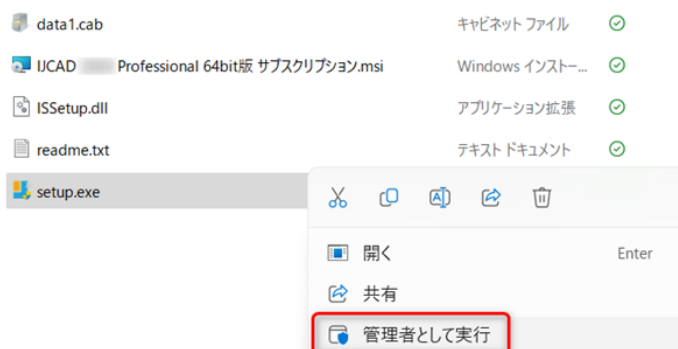 data1.cab キャビネット ファイル
IJCAD Professional 64bit版 サブスクリプション.msi Windows インストー...
ISSetup.dll アプリケーション拡張
readme.txt テキスト ドキュメント
setup.exe
開く Enter
共有
管理者として実行